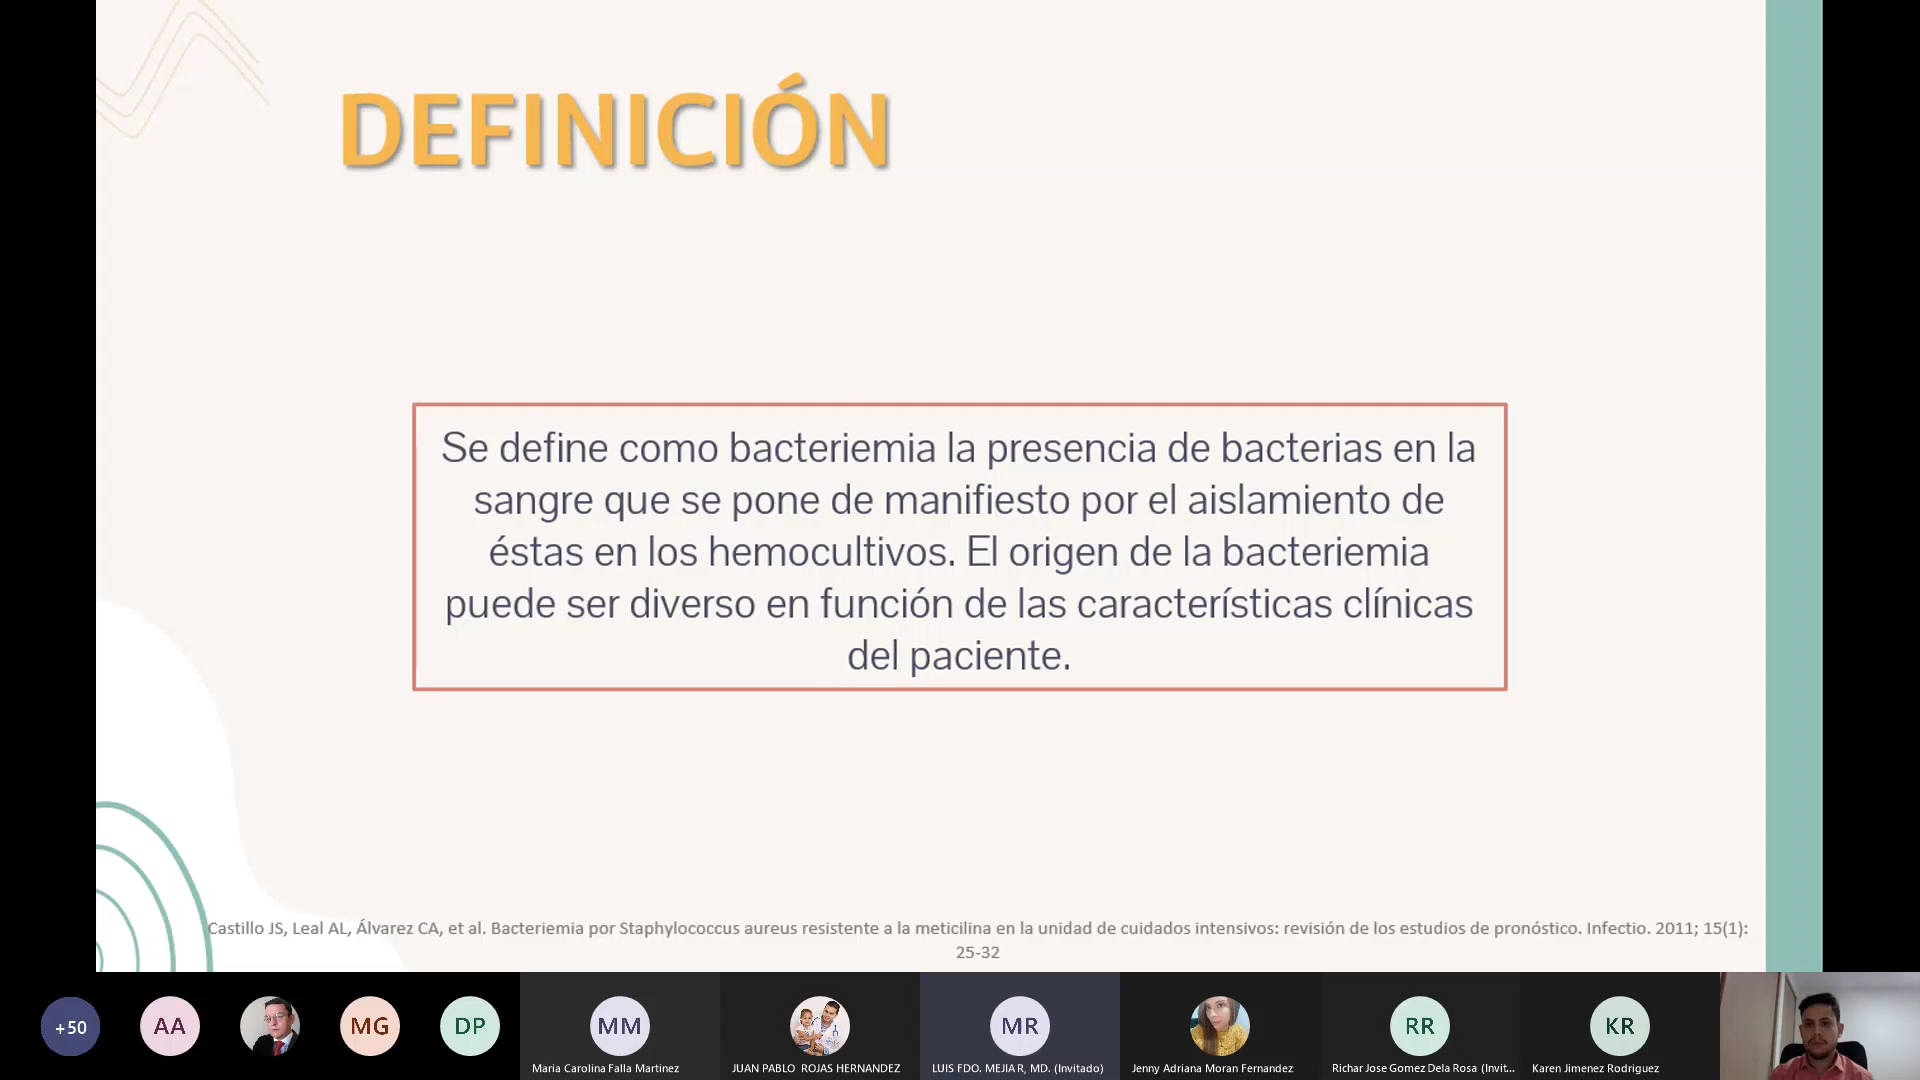 DEFINICIÓN
Se define como bacteriemia la presencia de bacterias en la
sangre que se pone de manifiesto por el aislamiento de
éstas en los hemocultivos. El origen de la bacteriemia
puede ser diverso en función de las características clínicas
del paciente.
Castillo JS, Leal AL, Álvarez CA, et al. Bacteriemia por Staphylococcus aureus resistente a la meticilina en la unidad de cuidados intensivos: revisión de los estudios de pronóstico. Infectio. 2011; 15(1):
25-32
+50
AA
MG
DP
MM
MR
RR
KR
Maria Carolina Falla Martinez
JUAN PABLO ROJAS HERNANDEZ
LUIS FDO. MEJIA R, MD. (Invitado)
Jenny Adriana Moran Fernandez
Richar Jose Gomez Dela Rosa (Invit...
Karen Jimenez Rodriguez